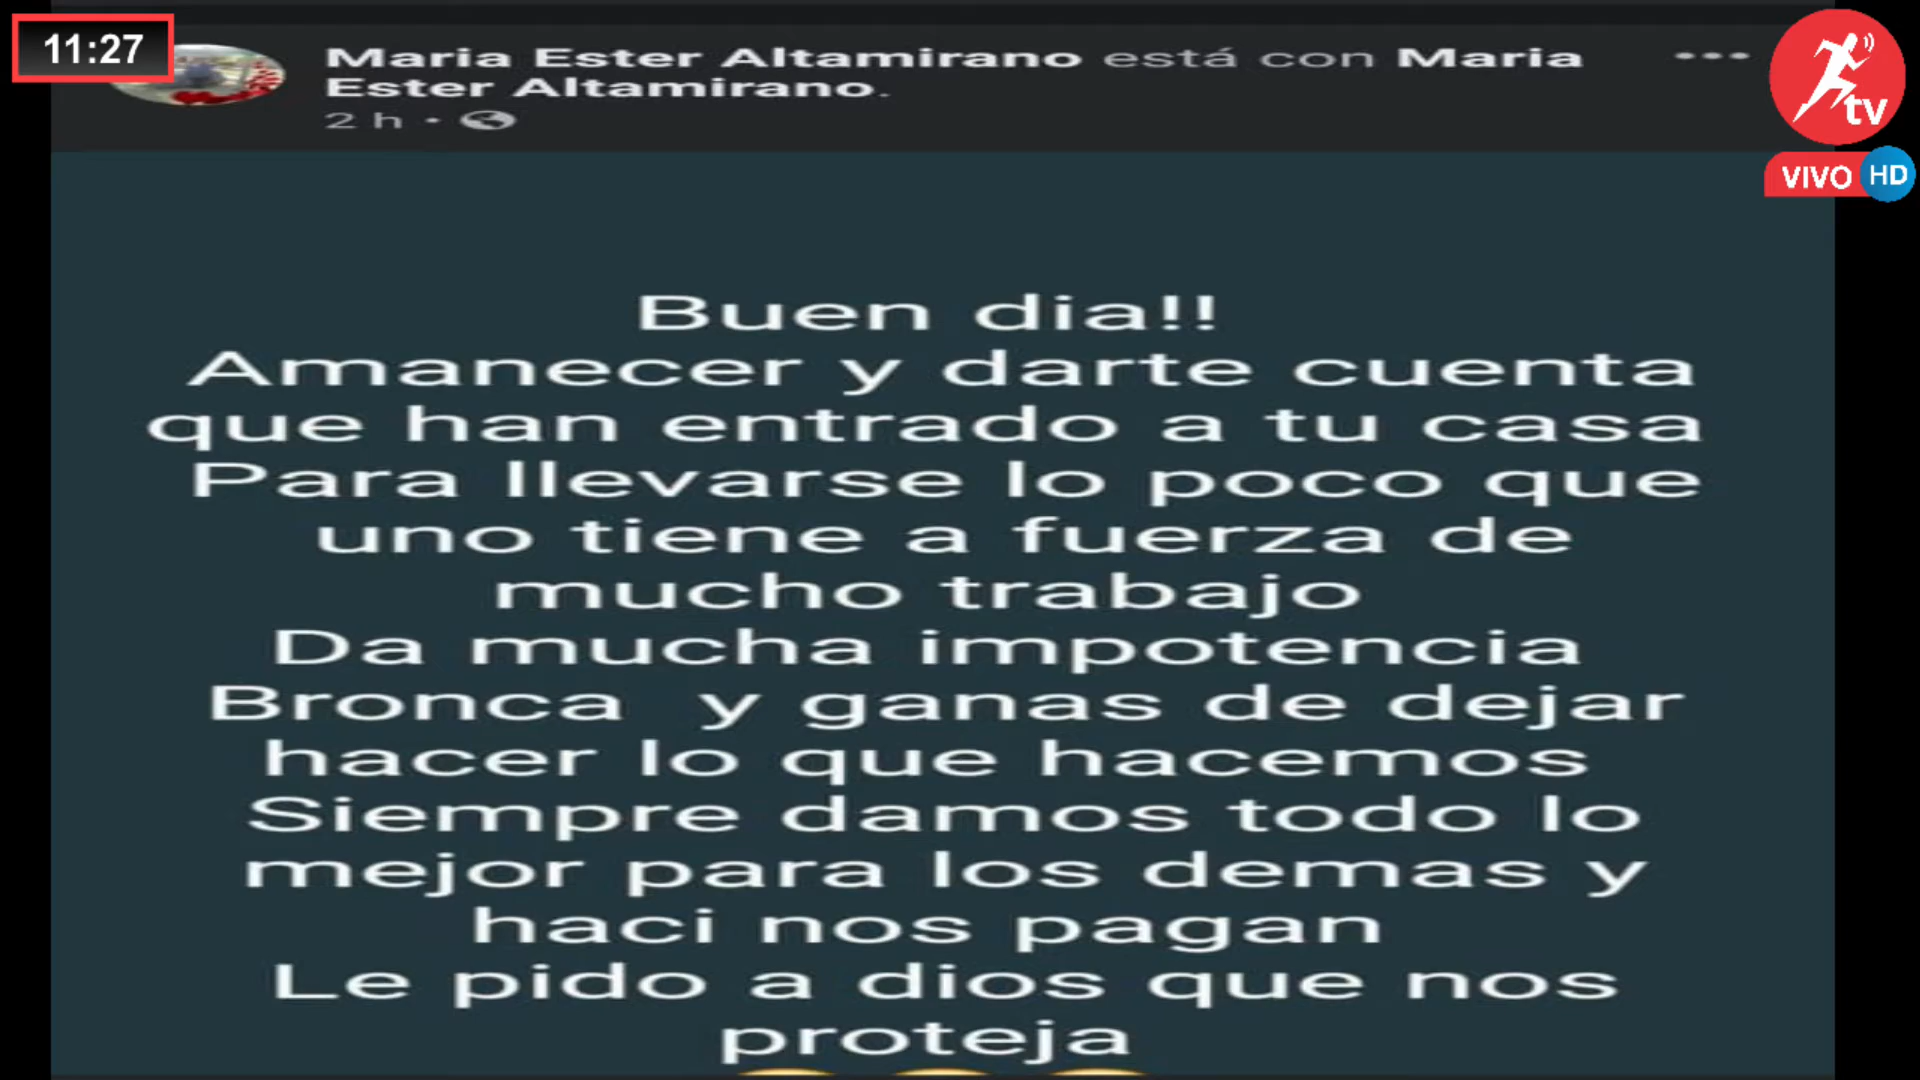 11:27
Maria Ester Altamirano está con Maria
Ester Altamirano.
2 h ·
tv
VIVO HD
Buen dia!!
Amanecer y darte cuenta
que han entrado a tu casa
Para llevarse lo poco que
uno tiene a fuerza de
mucho trabajo
Da mucha impotencia
Bronca y ganas de dejar
hacer lo que hacemos
Siempre damos todo lo
mejor para los demas y
haci nos pagan
Le pido a dios que nos
proteja